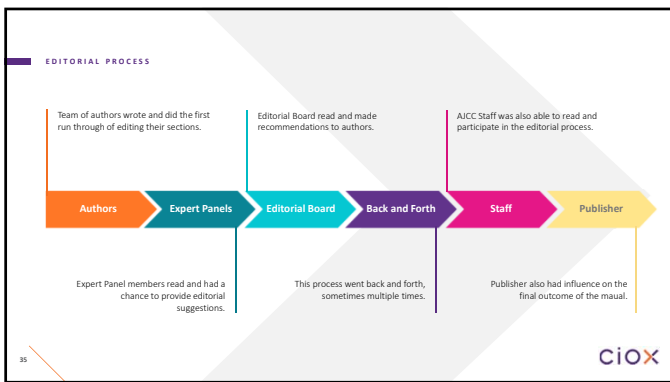 EDITORIAL PROCESS
Team of authors wrote and did the first
run through of editing their sections.
Editorial Board read and made
recommendations to authors.
AJCC Staff was also able to read and
participate in the editorial process.
Authors
Expert Panels
Editorial Board
Back and Forth
Staff
Publisher
Expert Panel members read and had a
chance to provide editorial
suggestions.
This process went back and forth,
sometimes multiple times.
Publisher also had influence on the
final outcome of the maual.
35
ciox